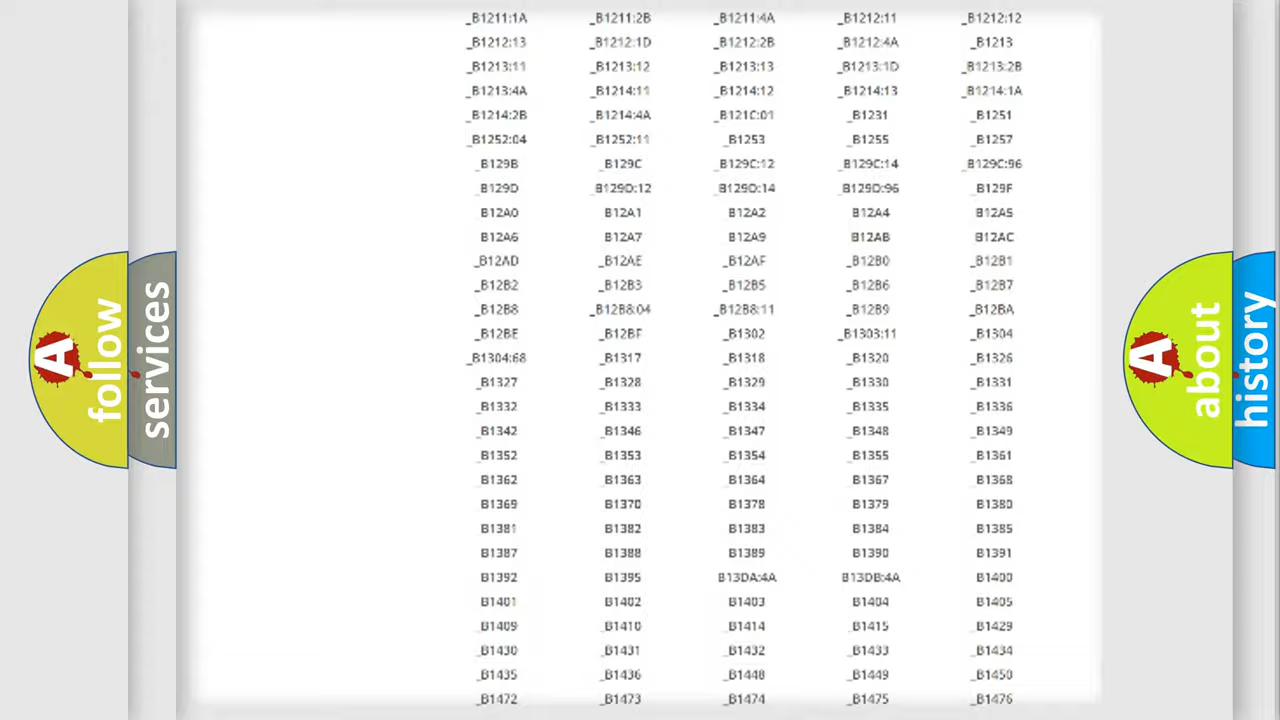 _B1211:1A _B1211:2B _B1211:4A _B1212:11 _B1212:12
_B1212:13 _B1212:1D _B1212:2B _B1212:4A _B1213
_B1213:11 _B1213:12 _B1213:13 _B1213:1D _B1213:2B
_B1213:4A _B1214:11 _B1214:12 _B1214:13 _B1214:1A
_B1214:2B _B1214:4A _B121C:01 _B1231 _B1251
_B1252:04 _B1252:11 _B1253 _B1255 _B1257
_B129B _B129C _B129C:12 _B129C:14 _B129C:96
_B129D _B129D:12 _B129D:14 _B129D:96 _B129F
B12A0 B12A1 B12A2 B12A4 B12A5
B12A6 B12A7 B12A9 B12AB B12AC
_B12AD _B12AE _B12AF _B12B0 _B12B1
_B12B2 _B12B3 _B12B5 _B12B6 _B12B7
_B12B8 _B12B8:04 _B12B8:11 _B12B9 _B12BA
_B12BE _B12BF _B1302 _B1303:11 _B1304
_B1304:68 _B1317 _B1318 _B1320 _B1326
_B1327 _B1328 _B1329 _B1330 _B1331
_B1332 _B1333 _B1334 _B1335 _B1336
_B1342 _B1346 _B1347 _B1348 _B1349
_B1352 _B1353 _B1354 _B1355 _B1361
_B1362 _B1363 _B1364 _B1367 _B1368
B1369 B1370 B1378 B1379 B1380
B1381 B1382 B1383 B1384 B1385
B1387 B1388 B1389 B1390 B1391
B1392 B1395 B13DA:4A B13DB:4A B1400
B1401 B1402 B1403 B1404 B1405
_B1409 _B1410 _B1414 _B1415 _B1429
_B1430 _B1431 _B1432 _B1433 _B1434
_B1435 _B1436 _B1448 _B1449 _B1450
_B1472 _B1473 _B1474 _B1475 _B1476
A follow
services
A about
history